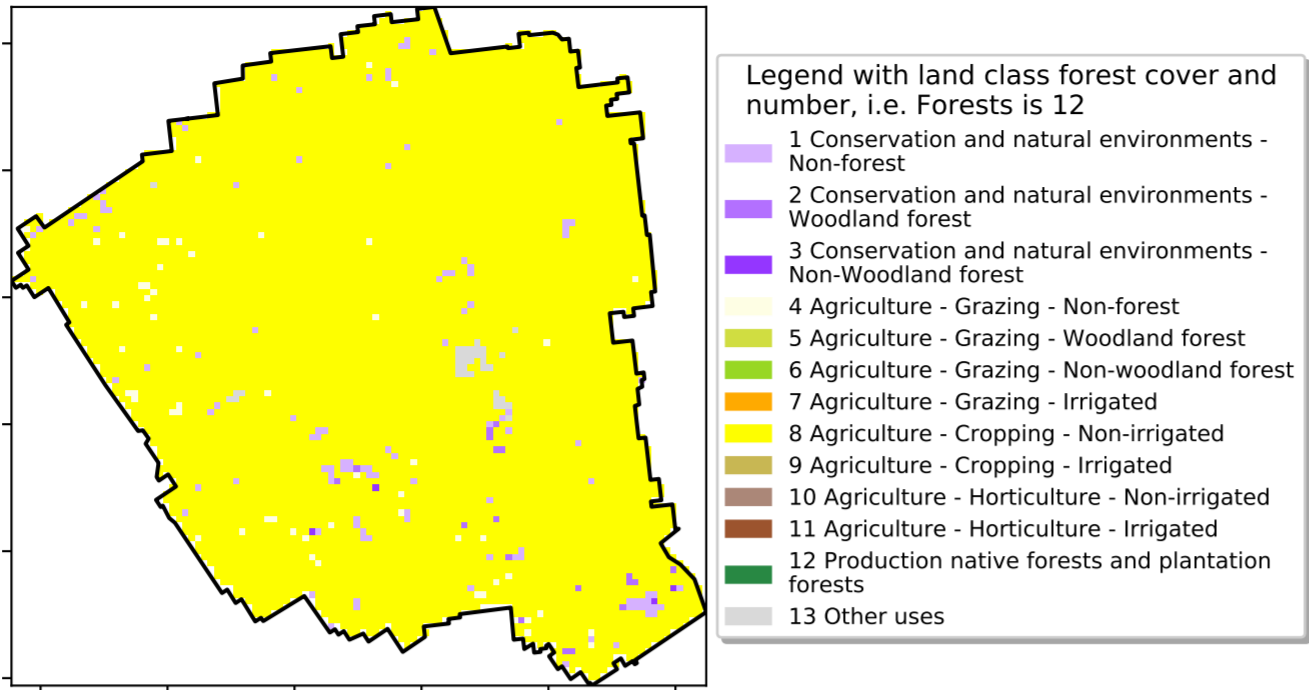 Legend with land class forest cover and
number, i.e. Forests is 12
1 Conservation and natural environments -
Non-forest
2 Conservation and natural environments -
Woodland forest
3 Conservation and natural environments -
Non-Woodland forest
4 Agriculture - Grazing - Non-forest
5 Agriculture - Grazing - Woodland forest
6 Agriculture - Grazing - Non-woodland forest
7 Agriculture - Grazing - Irrigated
8 Agriculture - Cropping - Non-irrigated
9 Agriculture - Cropping - Irrigated
10 Agriculture - Horticulture - Non-irrigated
11 Agriculture - Horticulture - Irrigated
12 Production native forests and plantation
forests
13 Other uses